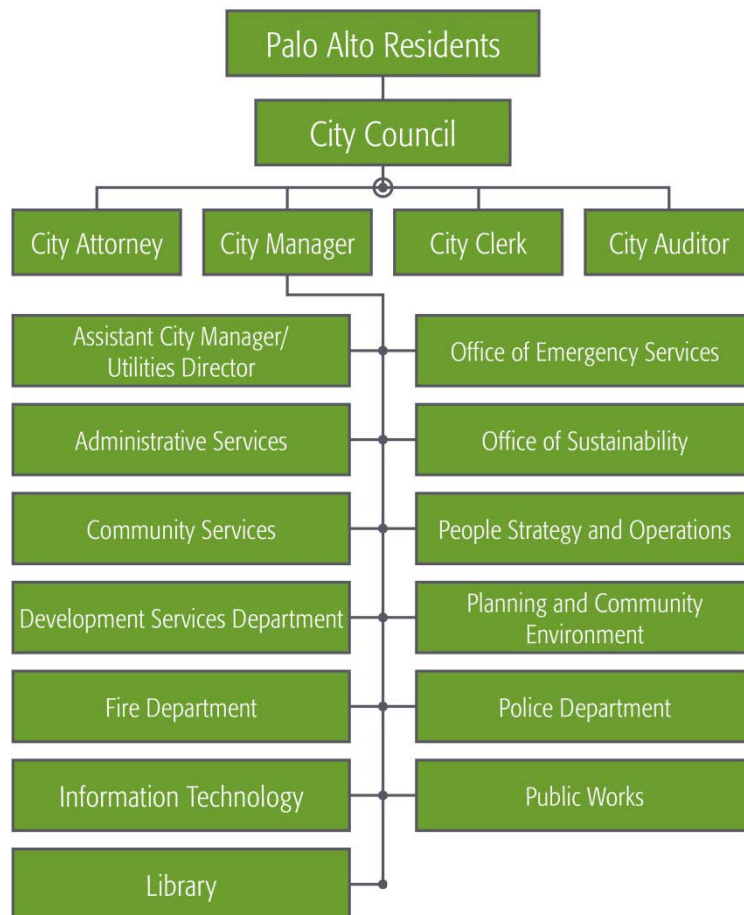 Palo Alto Residents
City Council
City Attorney
City Manager
City Clerk
City Auditor
Assistant City Manager/
Utilities Director
Office of Emergency Services
Administrative Services
Office of Sustainability
Community Services
People Strategy and Operations
Development Services Department
Planning and Community
Environment
Fire Department
Police Department
Information Technology
Public Works
Library